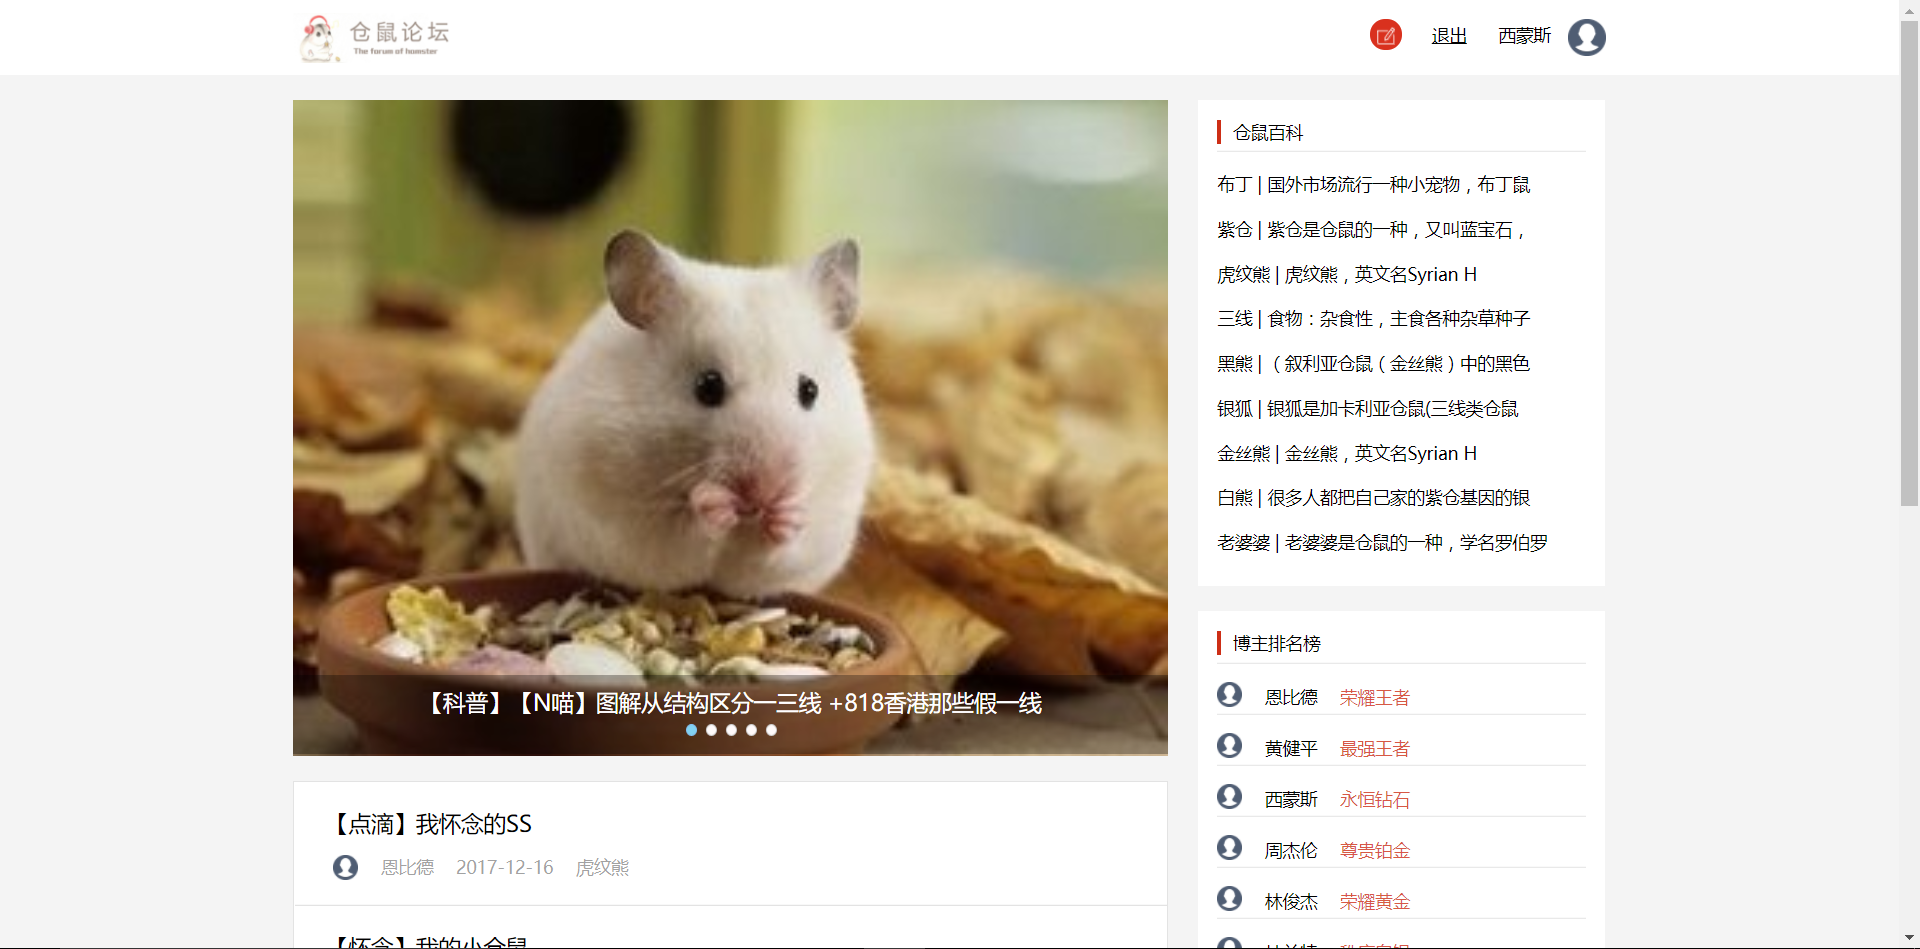 仓鼠论坛
The forum of hamster
退出 西蒙斯
【科普】【N喵】图解从结构区分一三线 +818香港那些假一线
【点滴】我怀念的SS
恩比德 2017-12-16 虎纹熊
【怀念】我的小仓鼠
仓鼠百科
布丁 | 国外市场流行一种小宠物，布丁鼠
紫仓 | 紫仓是仓鼠的一种，又叫蓝宝石，
虎纹熊 | 虎纹熊，英文名Syrian H
三线 | 食物：杂食性，主食各种杂草种子
黑熊 | （叙利亚仓鼠（金丝熊）中的黑色
银狐 | 银狐是加卡利亚仓鼠(三线类仓鼠
金丝熊 | 金丝熊，英文名Syrian H
白熊 | 很多人都把自己家的紫仓基因的银
老婆婆 | 老婆婆是仓鼠的一种，学名罗伯罗
博主排名榜
恩比德 荣耀王者
黄健平 最强王者
西蒙斯 永恒钻石
周杰伦 尊贵铂金
林俊杰 荣耀黄金